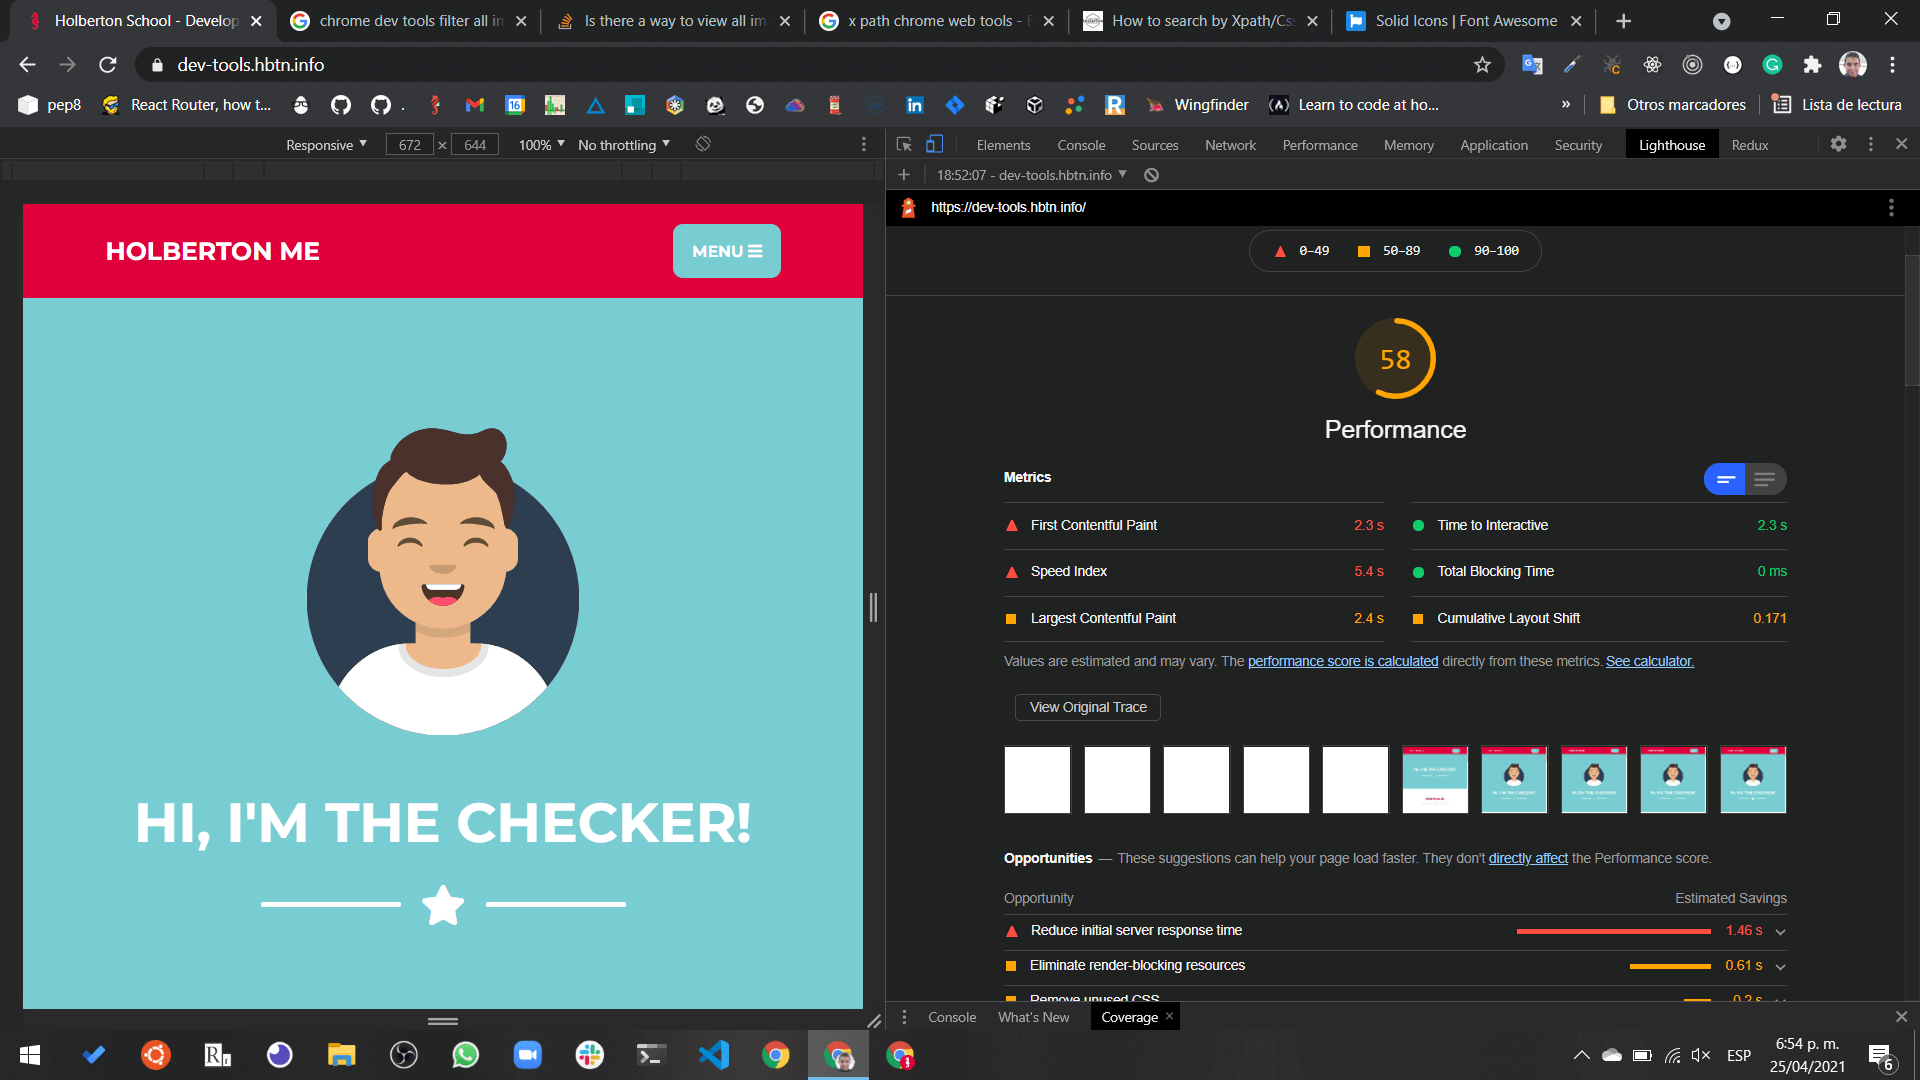 Holberton School - Develop
chrome dev tools filter all im
Is there a way to view all im
x path chrome web tools - 
How to search by Xpath/Css
Solid Icons | Font Awesome
dev-tools.hbtn.info
pep8
React Router, how t...
16
Wingfinder
Learn to code at ho...
»
Otros marcadores
Lista de lectura
Responsive
672 × 644
100%
No throttling
Elements
Console
Sources
Network
Performance
Memory
Application
Security
Lighthouse
Redux
18:52:07 - dev-tools.hbtn.info
https://dev-tools.hbtn.info/
HOLBERTON ME
MENU
0–49
50–89
90–100
58
Performance
Metrics
First Contentful Paint 2.3 s
Time to Interactive 2.3 s
Speed Index 5.4 s
Total Blocking Time 0 ms
Largest Contentful Paint 2.4 s
Cumulative Layout Shift 0.171
Values are estimated and may vary. The performance score is calculated directly from these metrics. See calculator.
View Original Trace
HI, I'M THE CHECKER!
Opportunities — These suggestions can help your page load faster. They don't directly affect the Performance score.
Opportunity
Estimated Savings
Reduce initial server response time 1.46 s
Eliminate render-blocking resources 0.61 s
Remove unused CSS 0.2 s
Console
What's New
Coverage
ESP
6:54 p. m.
25/04/2021
6